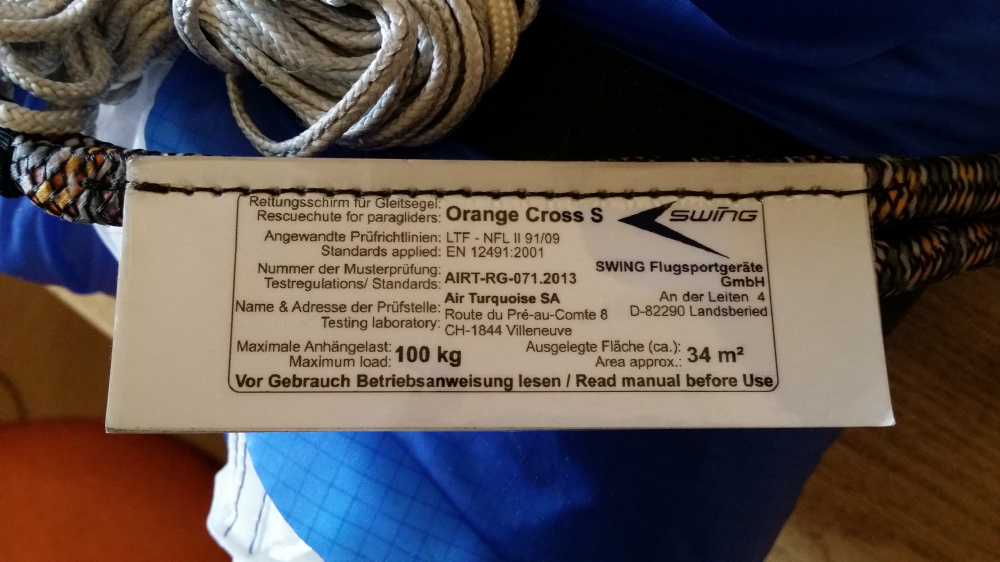 Rettungsschirm für Gleitsegel:
Rescuechute for paragliders: Orange Cross S
SWING
Angewandte Prüfrichtlinien: LTF - NFL II 91/09
Standards applied: EN 12491:2001
Nummer der Musterprüfung:
Testregulations/ Standards: AIRT-RG-071.2013
SWING Flugsportgeräte
GmbH
An der Leiten 4
D-82290 Landsberied
Name & Adresse der Prüfstelle:
Testing laboratory:
Air Turquoise SA
Route du Pré-au-Comte 8
CH-1844 Villeneuve
Maximale Anhängelast:
Maximum load: 100 kg
Ausgelegte Fläche (ca.):
Area approx.: 34 m²
Vor Gebrauch Betriebsanweisung lesen / Read manual before Use